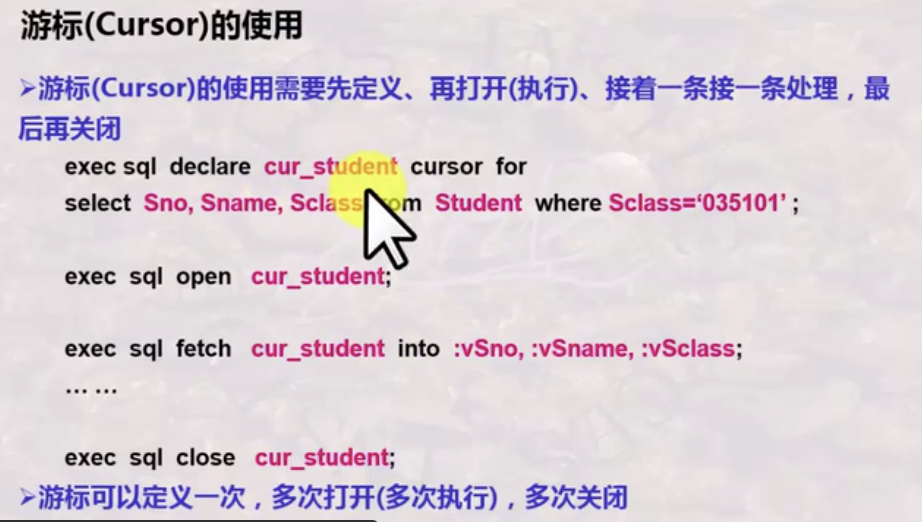 游标(Cursor)的使用
➢游标(Cursor)的使用需要先定义、再打开(执行)、接着一条接一条处理，最
后再关闭
exec sql declare cur_student cursor for
select Sno, Sname, Sclass from Student where Sclass=‘035101’ ;
exec sql open cur_student;
exec sql fetch cur_student into :vSno, :vSname, :vSclass;
… …
exec sql close cur_student;
➢游标可以定义一次，多次打开(多次执行)，多次关闭